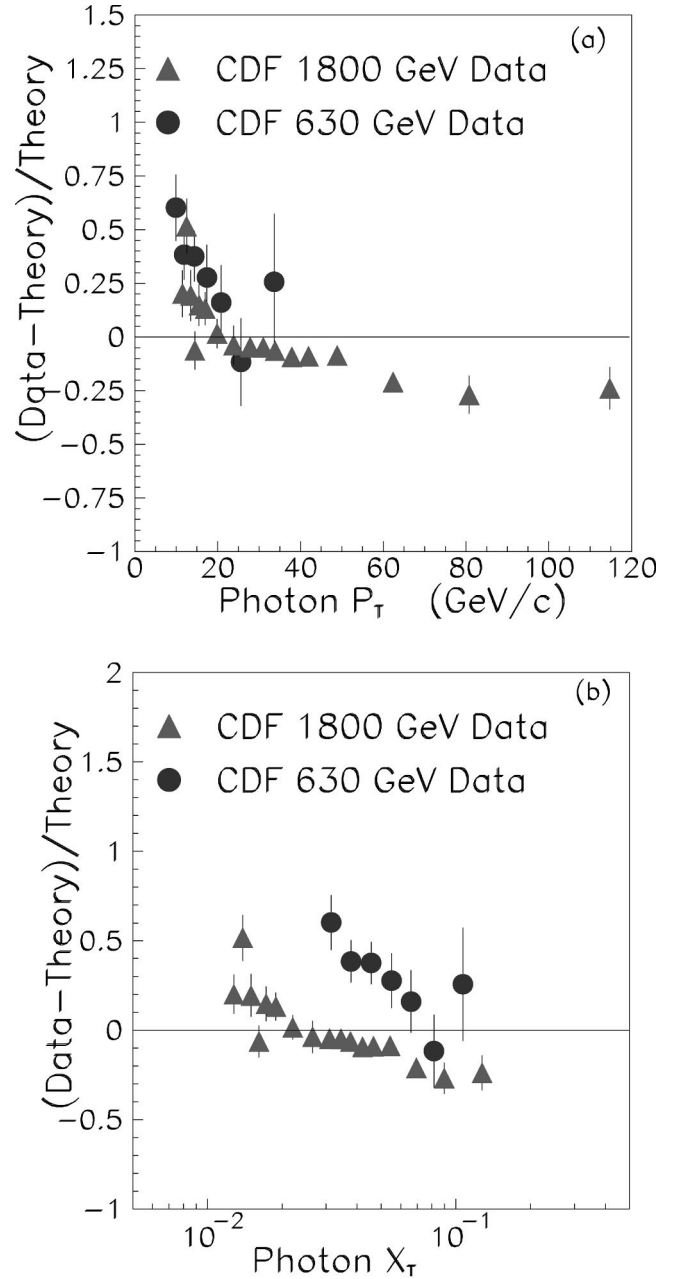 (a)
CDF 1800 GeV Data
CDF 630 GeV Data
(Data−Theory)/Theory
1.5
1.25
1
0.75
0.5
0.25
0
−0.25
−0.5
−0.75
−1
0 20 40 60 80 100 120
Photon P_T (GeV/c)
(b)
CDF 1800 GeV Data
CDF 630 GeV Data
(Data−Theory)/Theory
2
1.5
1
0.5
0
−0.5
−1
10⁻² 10⁻¹
Photon X_T